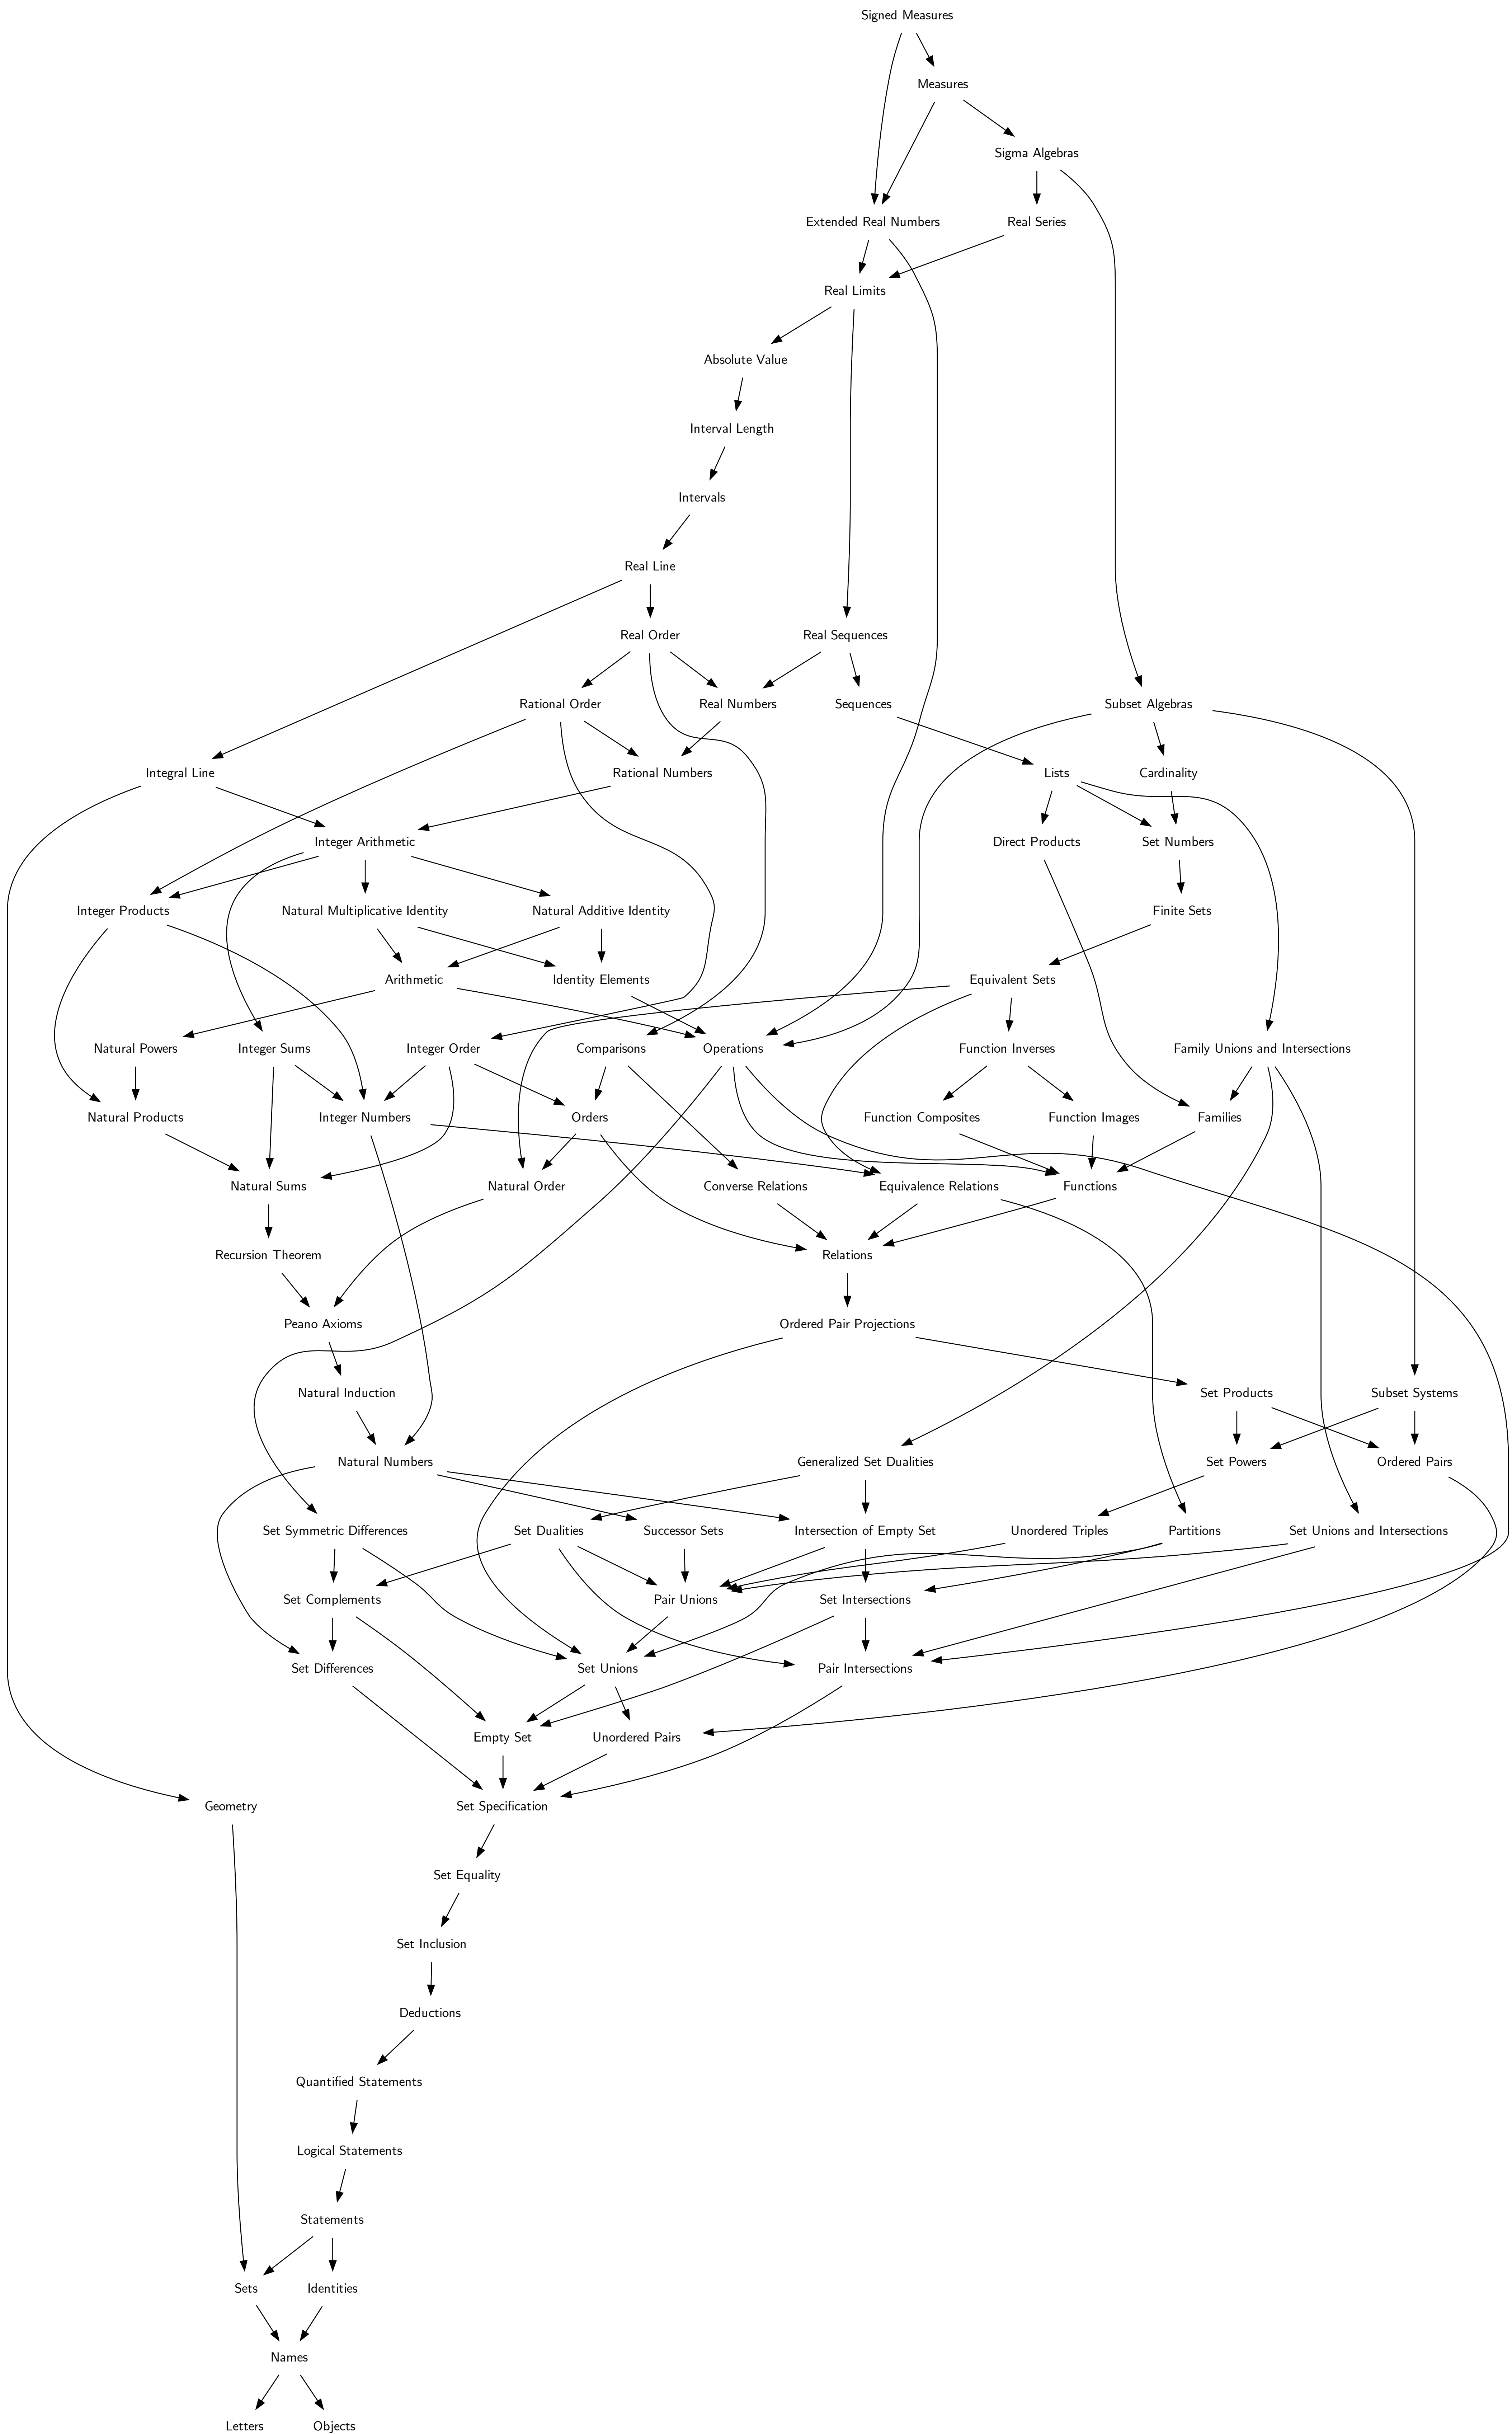 Signed Measures
Measures
Sigma Algebras
Extended Real Numbers
Real Series
Real Limits
Absolute Value
Interval Length
Intervals
Real Line
Real Order
Real Sequences
Rational Order
Real Numbers
Sequences
Subset Algebras
Integral Line
Rational Numbers
Lists
Cardinality
Integer Arithmetic
Direct Products
Set Numbers
Integer Products
Natural Multiplicative Identity
Natural Additive Identity
Finite Sets
Arithmetic
Identity Elements
Equivalent Sets
Natural Powers
Integer Sums
Integer Order
Comparisons
Operations
Function Inverses
Family Unions and Intersections
Natural Products
Integer Numbers
Orders
Function Composites
Function Images
Families
Natural Sums
Natural Order
Converse Relations
Equivalence Relations
Functions
Recursion Theorem
Relations
Peano Axioms
Ordered Pair Projections
Natural Induction
Set Products
Subset Systems
Natural Numbers
Generalized Set Dualities
Set Powers
Ordered Pairs
Set Symmetric Differences
Set Dualities
Successor Sets
Intersection of Empty Set
Unordered Triples
Partitions
Set Unions and Intersections
Set Complements
Pair Unions
Set Intersections
Set Differences
Set Unions
Pair Intersections
Empty Set
Unordered Pairs
Geometry
Set Specification
Set Equality
Set Inclusion
Deductions
Quantified Statements
Logical Statements
Statements
Sets
Identities
Names
Letters
Objects